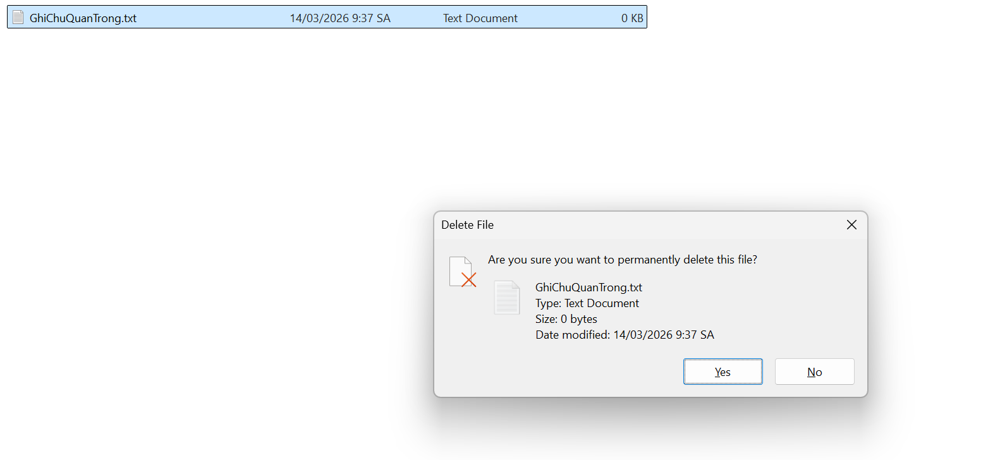 GhiChuQuanTrong.txt 14/03/2026 9:37 SA Text Document 0 KB
Delete File
Are you sure you want to permanently delete this file?
GhiChuQuanTrong.txt
Type: Text Document
Size: 0 bytes
Date modified: 14/03/2026 9:37 SA
Yes No